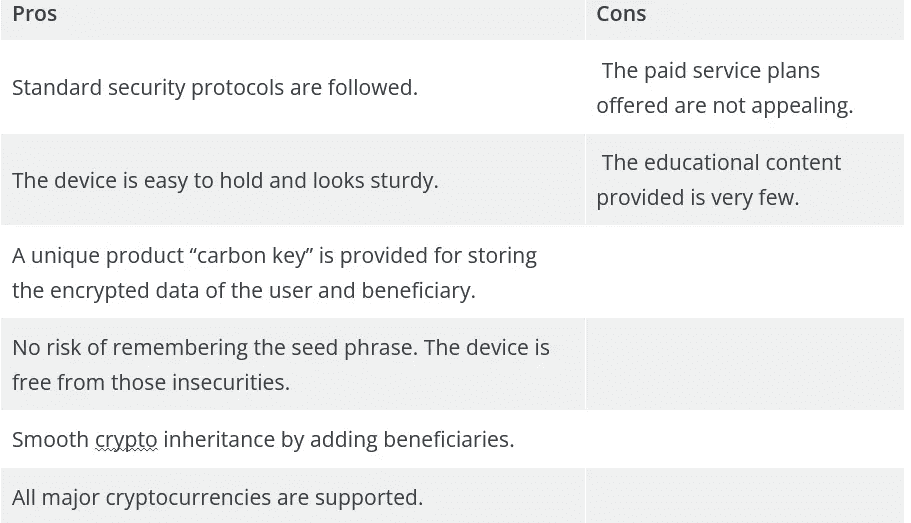 Pros
Cons
Standard security protocols are followed.
The paid service plans
offered are not appealing.
The device is easy to hold and looks sturdy.
The educational content
provided is very few.
A unique product “carbon key” is provided for storing
the encrypted data of the user and beneficiary.
No risk of remembering the seed phrase. The device is
free from those insecurities.
Smooth crypto inheritance by adding beneficiaries.
All major cryptocurrencies are supported.